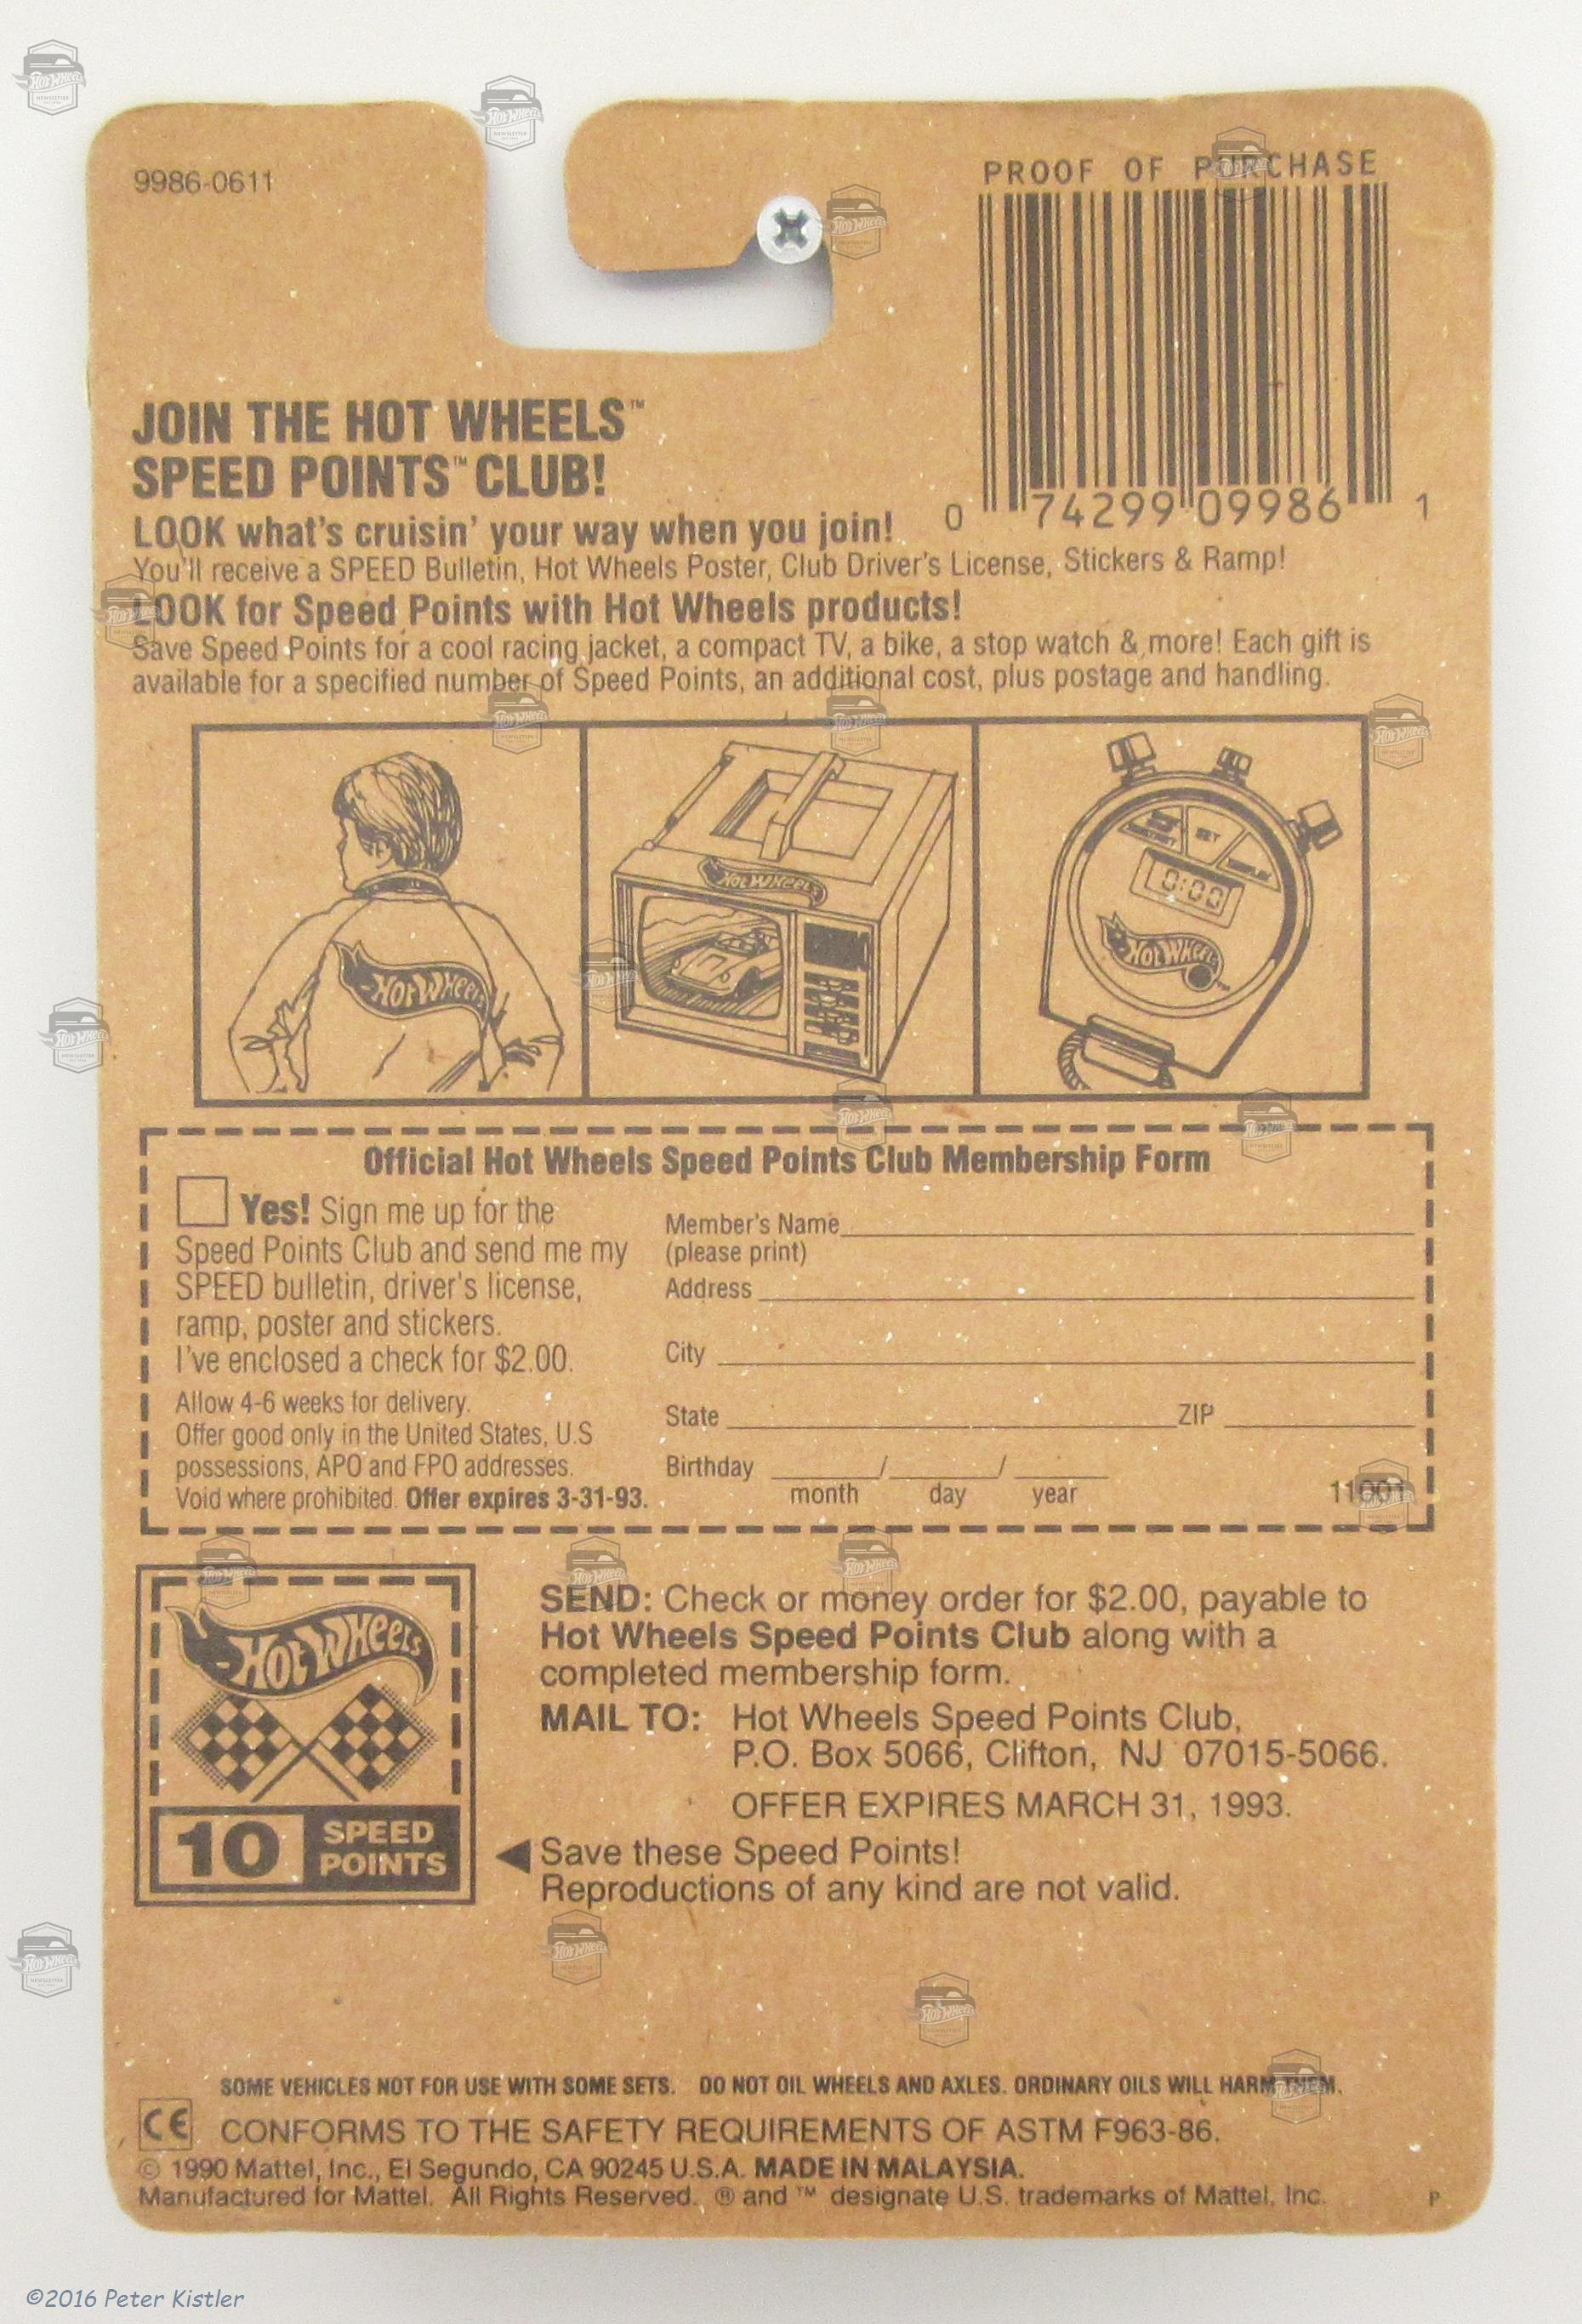 9986-0611
PROOF OF PURCHASE
0 74299 09986 1
JOIN THE HOT WHEELS™
SPEED POINTS™ CLUB!
LOOK what's cruisin' your way when you join!
You'll receive a SPEED Bulletin, Hot Wheels Poster, Club Driver's License, Stickers & Ramp!
LOOK for Speed Points with Hot Wheels products!
Save Speed Points for a cool racing jacket, a compact TV, a bike, a stop watch & more! Each gift is
available for a specified number of Speed Points, an additional cost, plus postage and handling.
HOT WHEELS
HOT WHEELS
SET
0:00
HOT WHEELS
Official Hot Wheels Speed Points Club Membership Form
Yes! Sign me up for the
Speed Points Club and send me my
SPEED bulletin, driver's license,
ramp, poster and stickers.
I've enclosed a check for $2.00.
Allow 4-6 weeks for delivery.
Offer good only in the United States, U.S
possessions, APO and FPO addresses.
Void where prohibited. Offer expires 3-31-93.
Member's Name
(please print)
Address
City
State ZIP
Birthday / /
month day year
11001
HOT WHEELS
10 SPEED
POINTS
SEND: Check or money order for $2.00, payable to
Hot Wheels Speed Points Club along with a
completed membership form.
MAIL TO: Hot Wheels Speed Points Club,
P.O. Box 5066, Clifton, NJ 07015-5066.
OFFER EXPIRES MARCH 31, 1993.
Save these Speed Points!
Reproductions of any kind are not valid.
SOME VEHICLES NOT FOR USE WITH SOME SETS. DO NOT OIL WHEELS AND AXLES. ORDINARY OILS WILL HARM THEM.
CE CONFORMS TO THE SAFETY REQUIREMENTS OF ASTM F963-86.
© 1990 Mattel, Inc., El Segundo, CA 90245 U.S.A. MADE IN MALAYSIA.
Manufactured for Mattel. All Rights Reserved. ® and ™ designate U.S. trademarks of Mattel, Inc. P
©2016 Peter Kistler